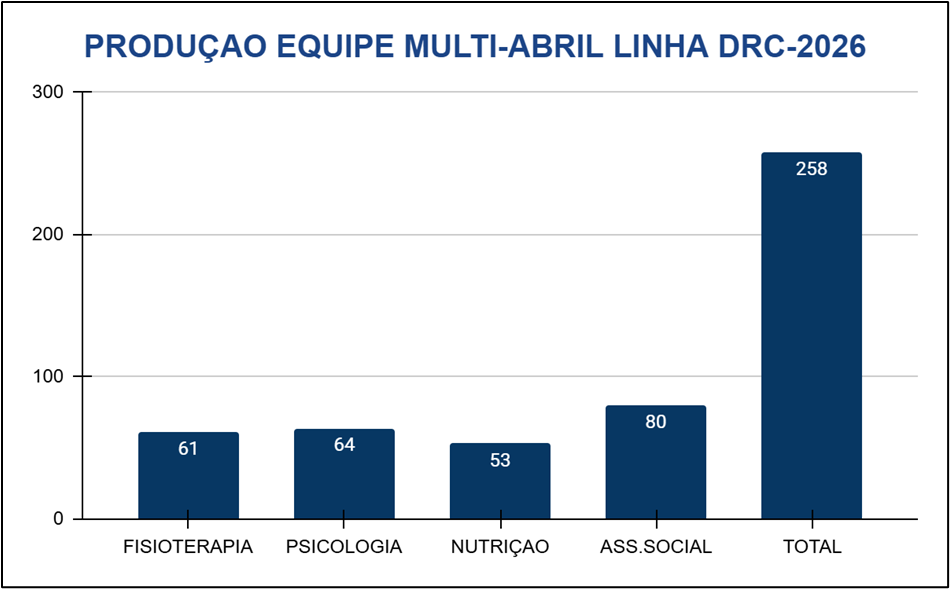 PRODUÇAO EQUIPE MULTI-ABRIL LINHA DRC-2026
300
200
100
0
61
64
53
80
258
FISIOTERAPIA
PSICOLOGIA
NUTRIÇAO
ASS.SOCIAL
TOTAL